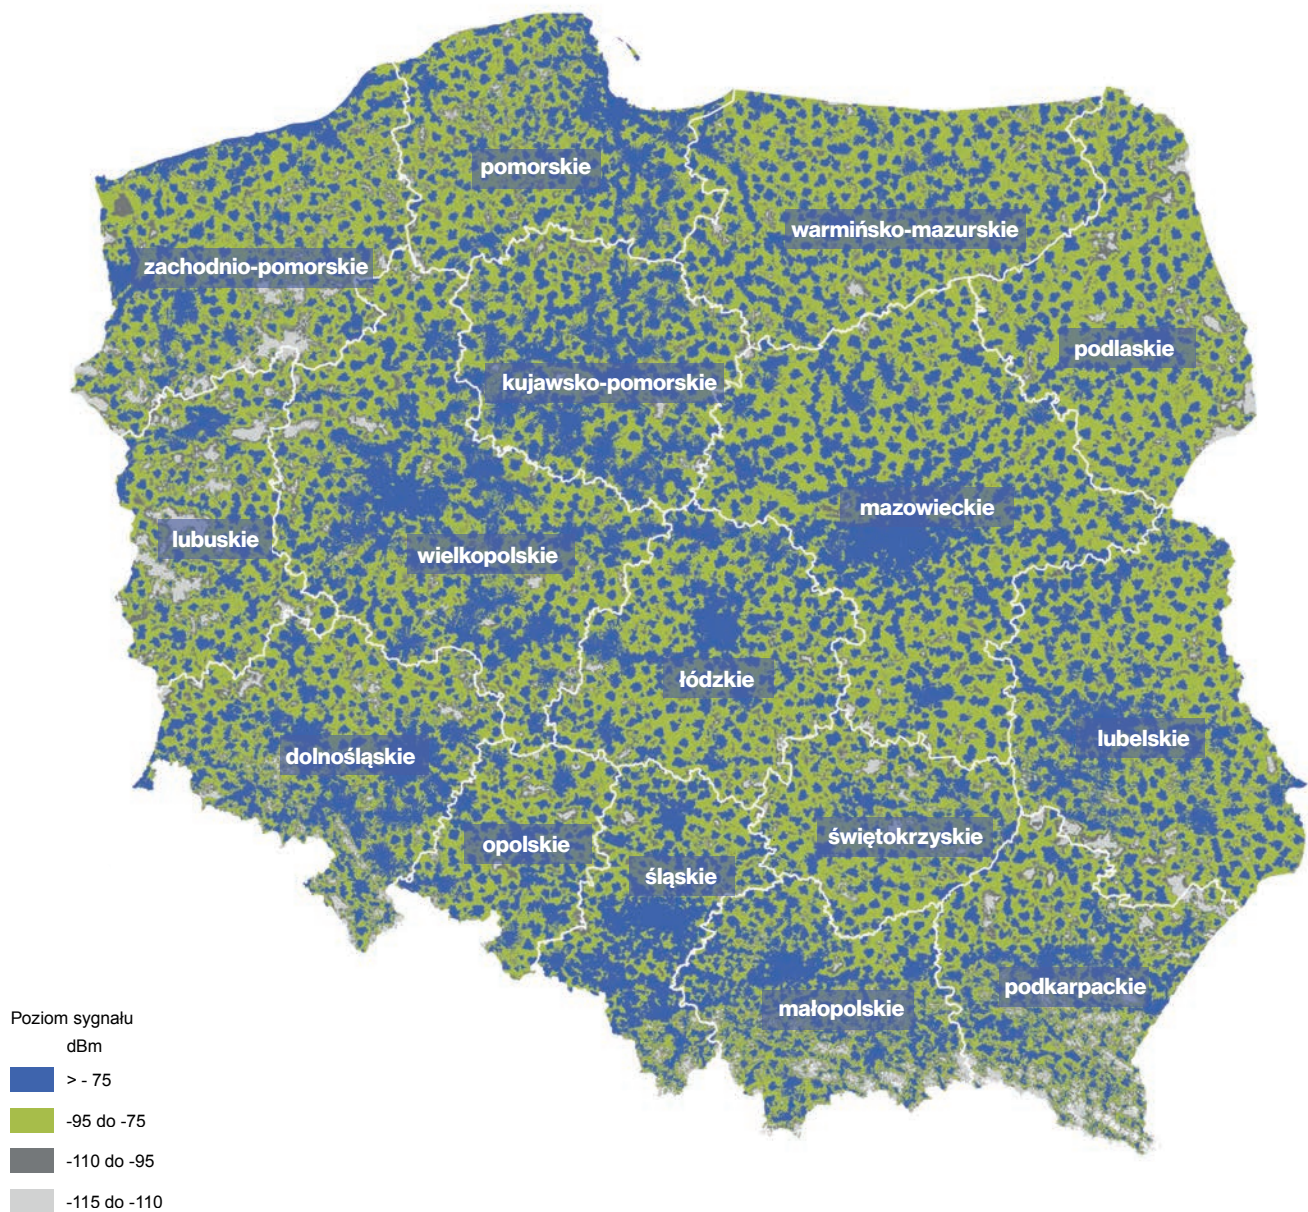 pomorskie
warmińsko-mazurskie
zachodnio-pomorskie
podlaskie
kujawsko-pomorskie
mazowieckie
lubuskie
wielkopolskie
łódzkie
lubelskie
dolnośląskie
świętokrzyskie
opolskie
śląskie
podkarpackie
małopolskie
Poziom sygnału
dBm
> - 75
-95 do -75
-110 do -95
-115 do -110